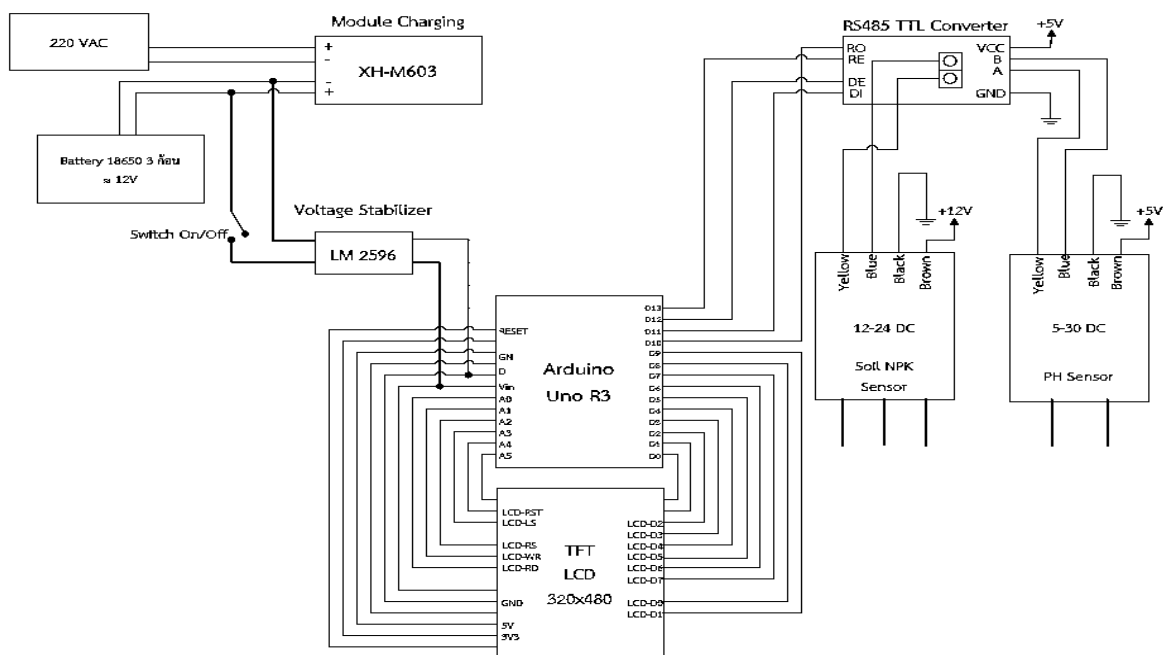 Module Charging
220 VAC
+
-
-
+
XH-M603
Battery 18650 3 ก้อน
≈ 12V
Switch On/Off
Voltage Stabilizer
LM 2596
RS485 TTL Converter
RO
RE
DE
DI
VCC
B
A
GND
+5V
+12V
+5V
Yellow
Blue
Black
Brown
12-24 DC
Soil NPK
Sensor
Yellow
Blue
Black
Brown
5-30 DC
PH Sensor
RESET
GN
D
Vin
A0
A1
A2
A3
A4
A5
Arduino
Uno R3
D13
D12
D11
D10
D9
D8
D7
D6
D5
D4
D3
D2
D1
D0
LCD-RST
LCD-LS
LCD-RS
LCD-WR
LCD-RD
GND
5V
3V3
TFT
LCD
320x480
LCD-D2
LCD-D3
LCD-D4
LCD-D5
LCD-D6
LCD-D7
LCD-D0
LCD-D1